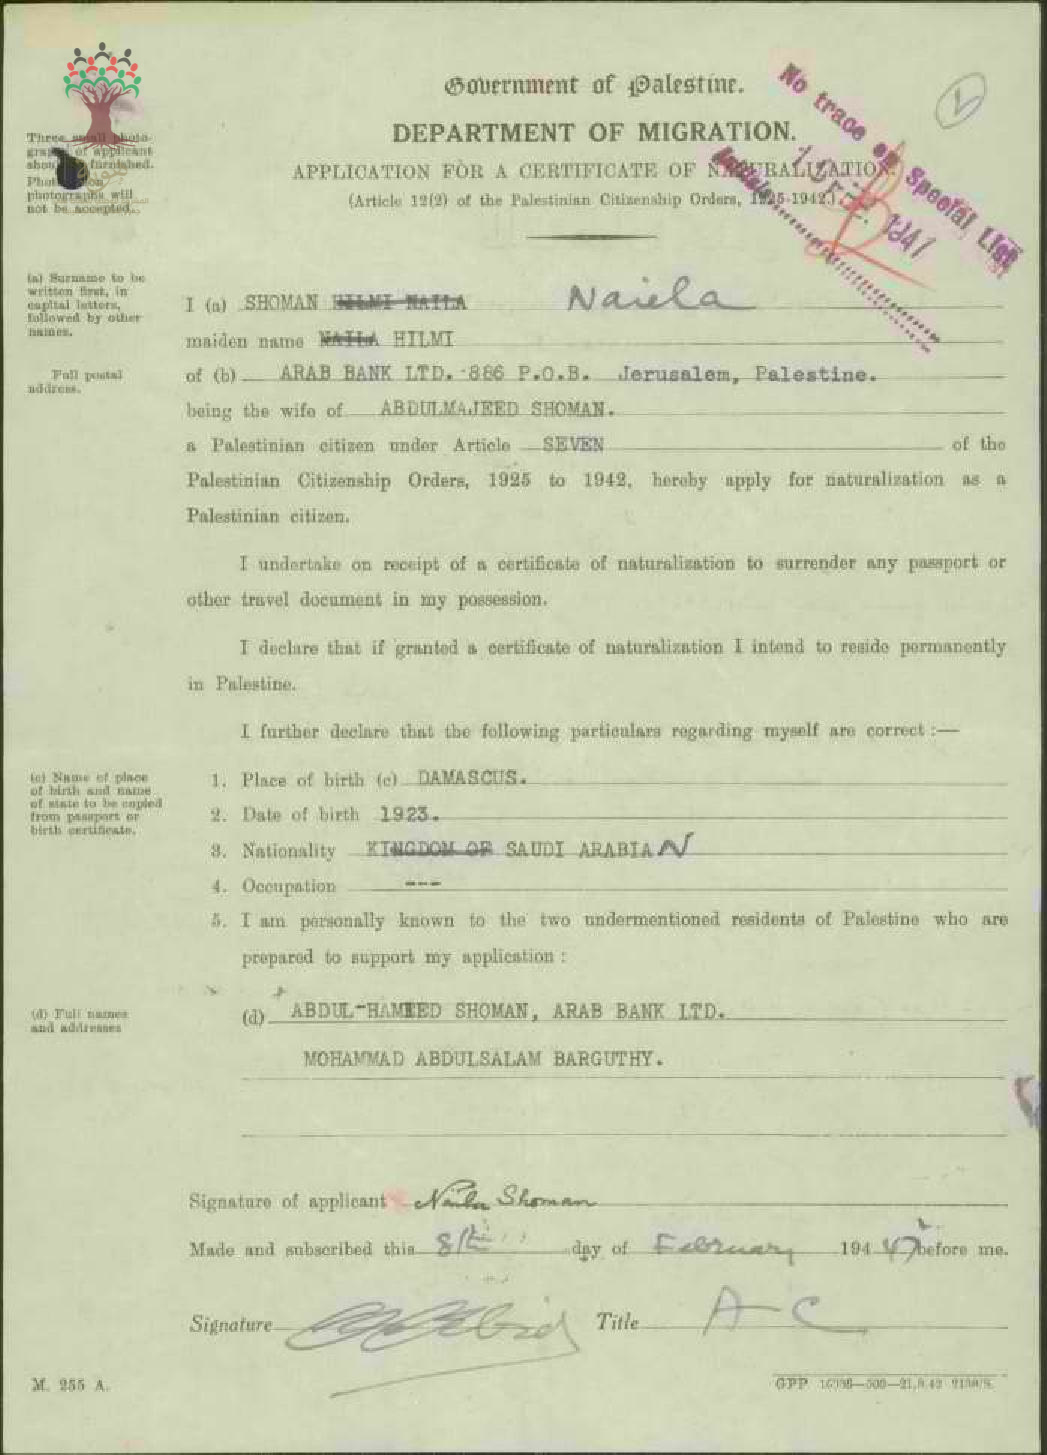 Government of Palestine.
DEPARTMENT OF MIGRATION.
APPLICATION FOR A CERTIFICATE OF NATURALIZATION.
(Article 12(2) of the Palestinian Citizenship Orders, 1925-1942.)
No trace on Special List
1947
Three small photo-
graphs of applicant
should furnished.
photographs will
not be accepted.
(a) Surname to be
written first, in
capital letters,
followed by other
names.
I (a) SHOMAN HILMI NAILA Naiela
maiden name NAILA HILMI
Full postal
address.
of (b) ARAB BANK LTD. 886 P.O.B. Jerusalem, Palestine.
being the wife of ABDULMAJEED SHOMAN.
a Palestinian citizen under Article SEVEN of the
Palestinian Citizenship Orders, 1925 to 1942, hereby apply for naturalization as a
Palestinian citizen.
I undertake on receipt of a certificate of naturalization to surrender any passport or
other travel document in my possession.
I declare that if granted a certificate of naturalization I intend to reside permanently
in Palestine.
I further declare that the following particulars regarding myself are correct :—
(c) Name of place
of birth and name
of state to be copied
from passport or
birth certificate.
1. Place of birth (c) DAMASCUS.
2. Date of birth 1923.
3. Nationality KINGDOM OF SAUDI ARABIAN
4. Occupation ---
5. I am personally known to the two undermentioned residents of Palestine who are
prepared to support my application :
(d) Full names
and addresses
(d) ABDUL-HAMEED SHOMAN, ARAB BANK LTD.
MOHAMMAD ABDULSALAM BARGUTHY.
Signature of applicant Naila Shoman
Made and subscribed this 8th day of February 1947 before me.
Signature Title A C
M. 255 A.
GPP